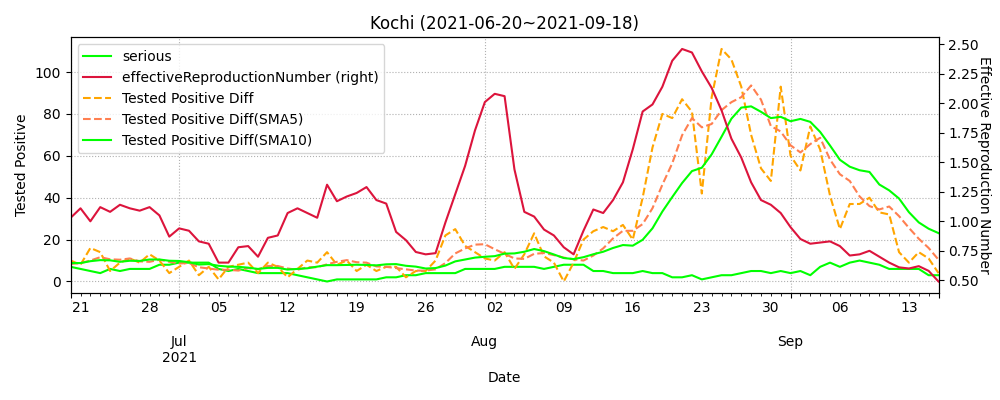 Kochi (2021-06-20~2021-09-18)
serious
effectiveReproductionNumber (right)
Tested Positive Diff
Tested Positive Diff(SMA5)
Tested Positive Diff(SMA10)
Tested Positive
100
80
60
40
20
0
2.50
2.25
2.00
1.75
1.50
1.25
1.00
0.75
0.50
Effective Reproduction Number
21 28 05 12 19 26 02 09 16 23 30 06 13
Jul Aug Sep
2021
Date